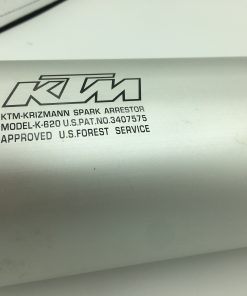 KTM
KTM-KRIZMANN SPARK ARRESTOR
MODEL-K-620 U.S.PAT.NO.3407575
APPROVED U.S.FOREST SERVICE